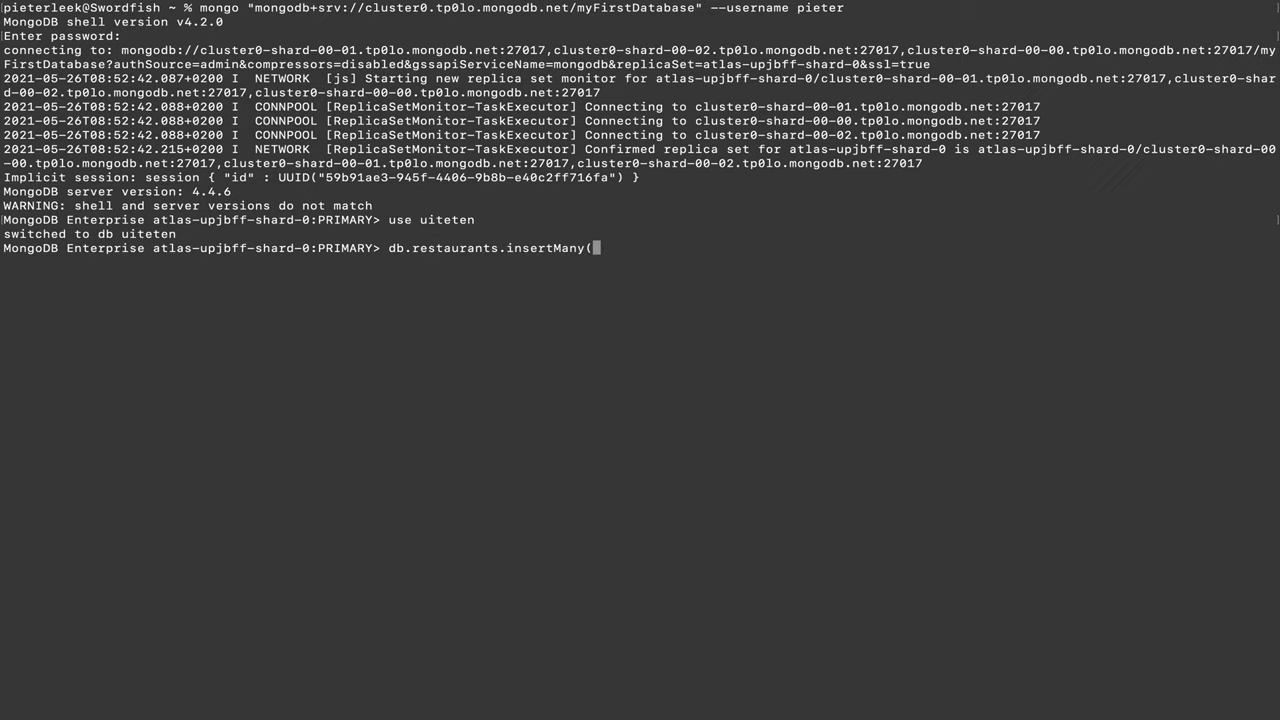 pieterleek@Swordfish ~ % mongo "mongodb+srv://cluster0.tp0lo.mongodb.net/myFirstDatabase" --username pieter
MongoDB shell version v4.2.0
Enter password:
connecting to: mongodb://cluster0-shard-00-01.tp0lo.mongodb.net:27017,cluster0-shard-00-02.tp0lo.mongodb.net:27017,cluster0-shard-00-00.tp0lo.mongodb.net:27017/my
FirstDatabase?authSource=admin&compressors=disabled&gssapiServiceName=mongodb&replicaSet=atlas-upjbff-shard-0&ssl=true
2021-05-26T08:52:42.087+0200 I  NETWORK  [js] Starting new replica set monitor for atlas-upjbff-shard-0/cluster0-shard-00-01.tp0lo.mongodb.net:27017,cluster0-shar
d-00-02.tp0lo.mongodb.net:27017,cluster0-shard-00-00.tp0lo.mongodb.net:27017
2021-05-26T08:52:42.088+0200 I  CONNPOOL [ReplicaSetMonitor-TaskExecutor] Connecting to cluster0-shard-00-01.tp0lo.mongodb.net:27017
2021-05-26T08:52:42.088+0200 I  CONNPOOL [ReplicaSetMonitor-TaskExecutor] Connecting to cluster0-shard-00-00.tp0lo.mongodb.net:27017
2021-05-26T08:52:42.088+0200 I  CONNPOOL [ReplicaSetMonitor-TaskExecutor] Connecting to cluster0-shard-00-02.tp0lo.mongodb.net:27017
2021-05-26T08:52:42.215+0200 I  NETWORK  [ReplicaSetMonitor-TaskExecutor] Confirmed replica set for atlas-upjbff-shard-0 is atlas-upjbff-shard-0/cluster0-shard-00
-00.tp0lo.mongodb.net:27017,cluster0-shard-00-01.tp0lo.mongodb.net:27017,cluster0-shard-00-02.tp0lo.mongodb.net:27017
Implicit session: session { "id" : UUID("59b91ae3-945f-4406-9b8b-e40c2ff716fa") }
MongoDB server version: 4.4.6
WARNING: shell and server versions do not match
MongoDB Enterprise atlas-upjbff-shard-0:PRIMARY> use uiteten
switched to db uiteten
MongoDB Enterprise atlas-upjbff-shard-0:PRIMARY> db.restaurants.insertMany(